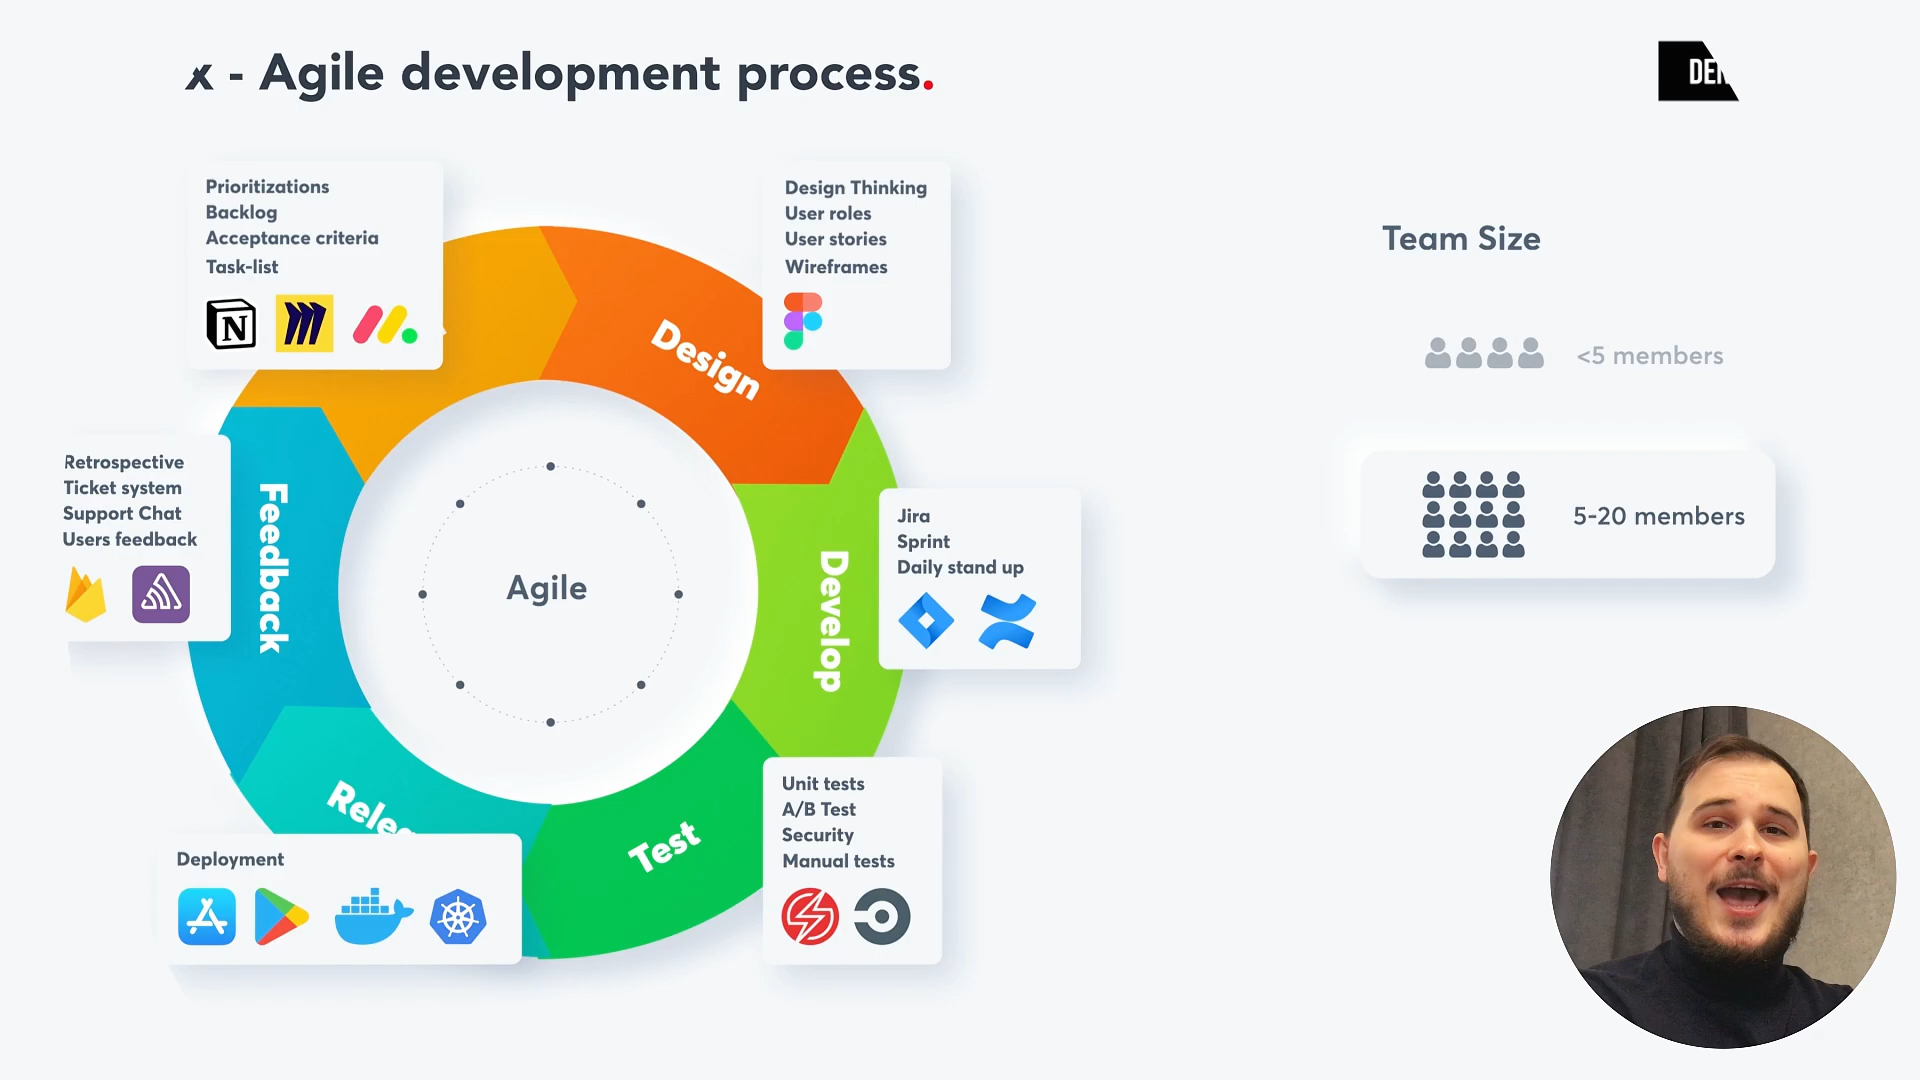 x - Agile development process.
Prioritizations
Backlog
Acceptance criteria
Task-list
N
Design Thinking
User roles
User stories
Wireframes
Design
Team Size
<5 members
5-20 members
Retrospective
Ticket system
Support Chat
Users feedback
Feedback
Agile
Develop
Jira
Sprint
Daily stand up
Unit tests
A/B Test
Security
Manual tests
Test
Deployment